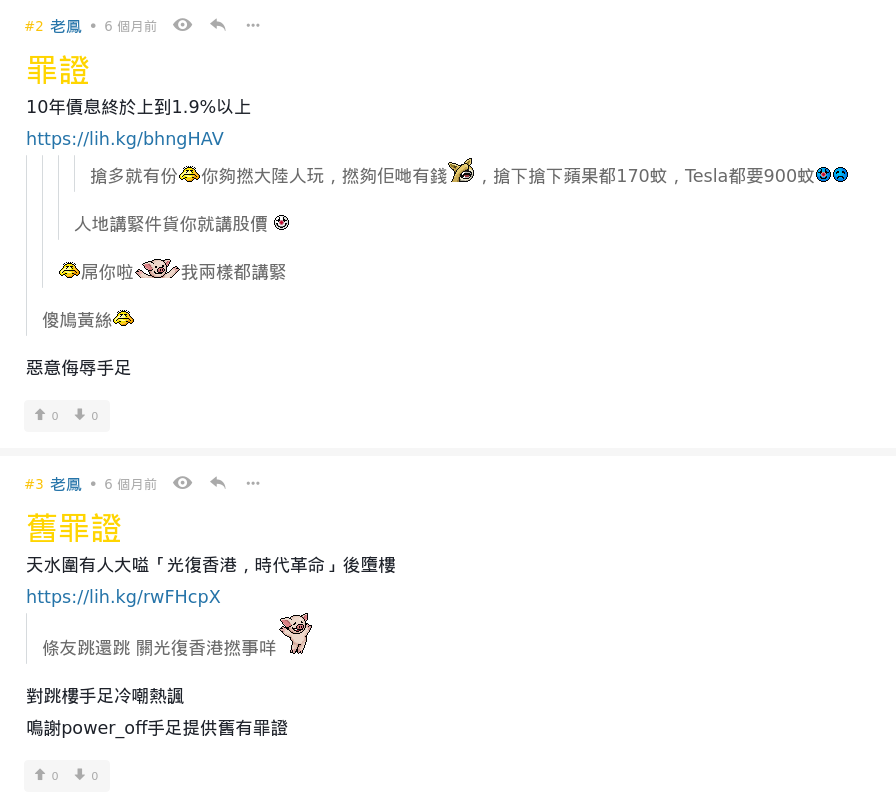 #2 老鳳 • 6 個月前
罪證
10年債息終於上到1.9%以上
https://lih.kg/bhngHAV
搶多就有份你夠撚大陸人玩，撚夠佢哋有錢，搶下搶下蘋果都170蚊，Tesla都要900蚊
人地講緊件貨你就講股價
屌你啦我兩樣都講緊
傻鳩黃絲
惡意侮辱手足
0 0
#3 老鳳 • 6 個月前
舊罪證
天水圍有人大嗌「光復香港，時代革命」後墮樓
https://lih.kg/rwFHcpX
條友跳還跳 關光復香港撚事咩
對跳樓手足冷嘲熱諷
鳴謝power_off手足提供舊有罪證
0 0